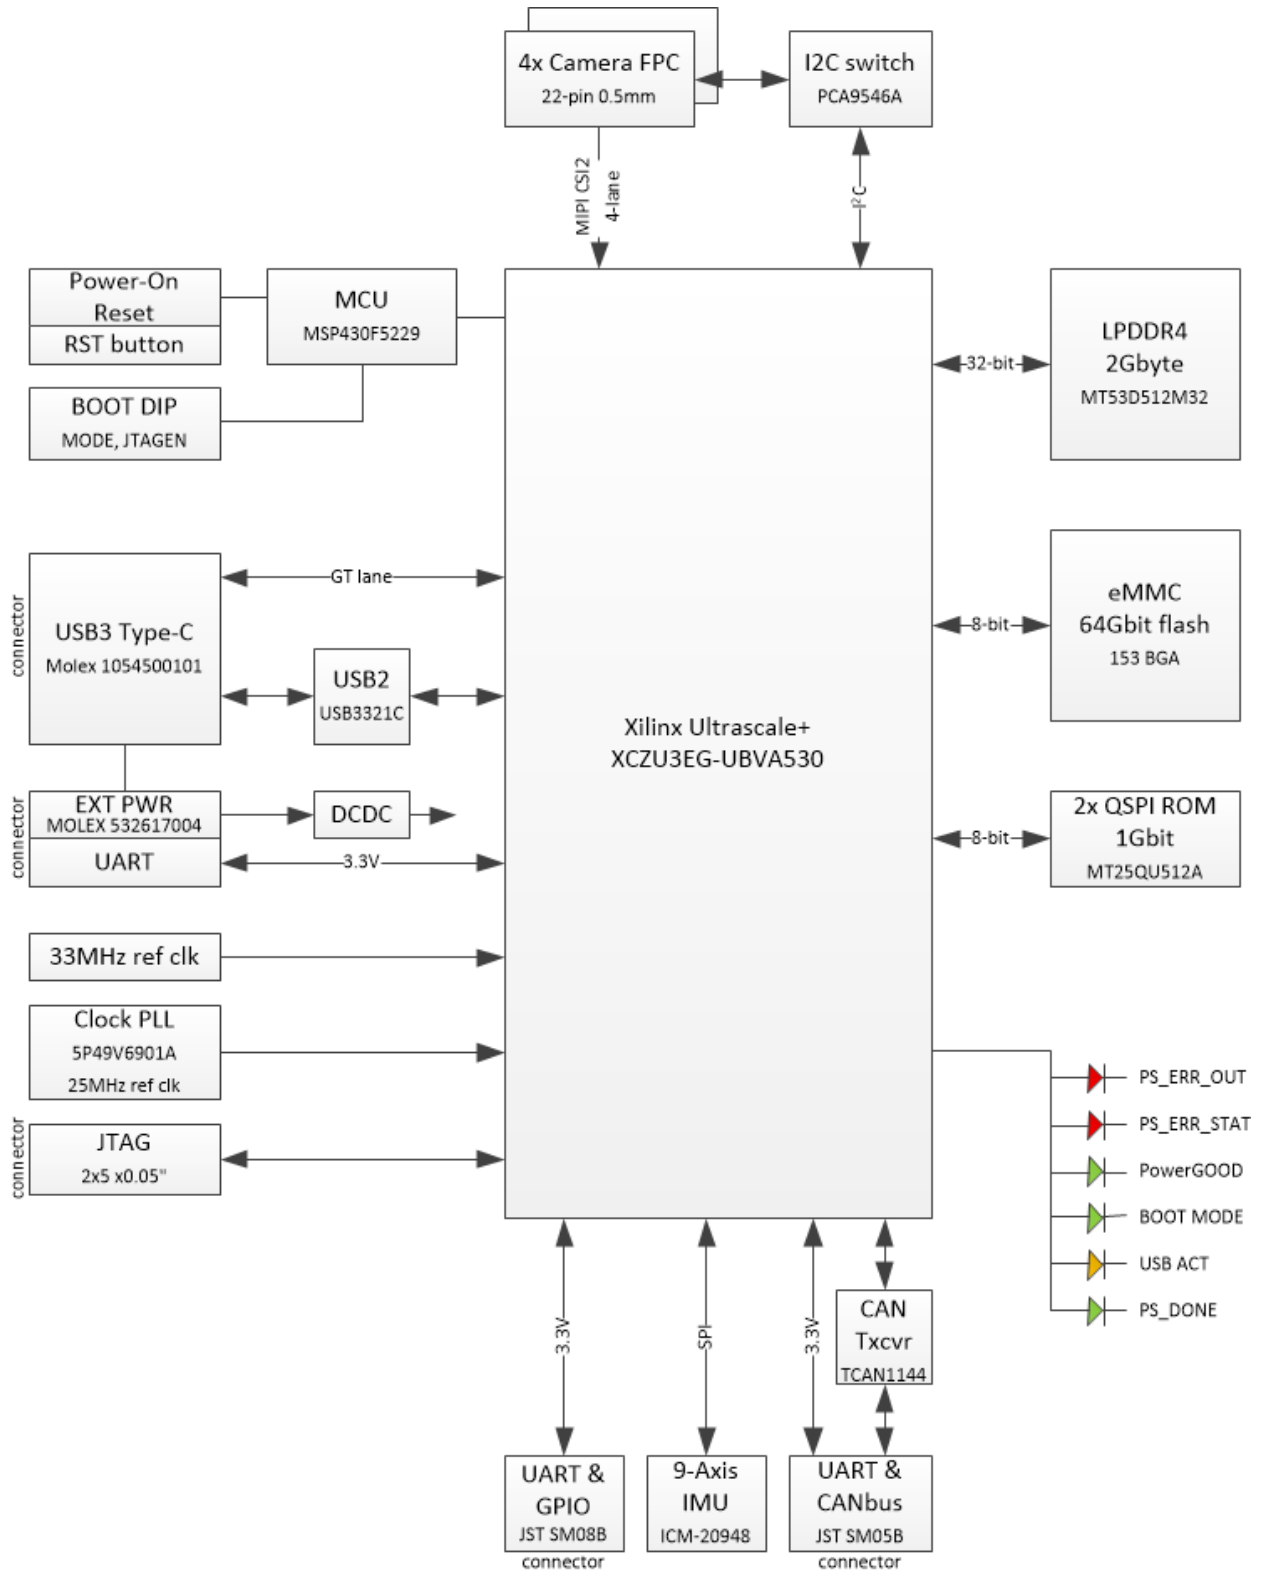 4x Camera FPC
22-pin 0.5mm
I2C switch
PCA9546A
MIPI CSI2
4-lane
I²C
Power-On
Reset
RST button
MCU
MSP430F5229
BOOT DIP
MODE, JTAGEN
LPDDR4
2Gbyte
MT53D512M32
32-bit
connector
USB3 Type-C
Molex 1054500101
GT lane
USB2
USB3321C
eMMC
64Gbit flash
153 BGA
8-bit
Xilinx Ultrascale+
XCZU3EG-UBVA530
connector
EXT PWR
MOLEX 532617004
UART
DCDC
3.3V
2x QSPI ROM
1Gbit
MT25QU512A
8-bit
33MHz ref clk
Clock PLL
5P49V6901A
25MHz ref clk
connector
JTAG
2x5 x0.05"
PS_ERR_OUT
PS_ERR_STAT
PowerGOOD
BOOT MODE
USB ACT
PS_DONE
3.3V
SPI
3.3V
CAN
Txcvr
TCAN1144
UART &
GPIO
JST SM08B
connector
9-Axis
IMU
ICM-20948
UART &
CANbus
JST SM05B
connector